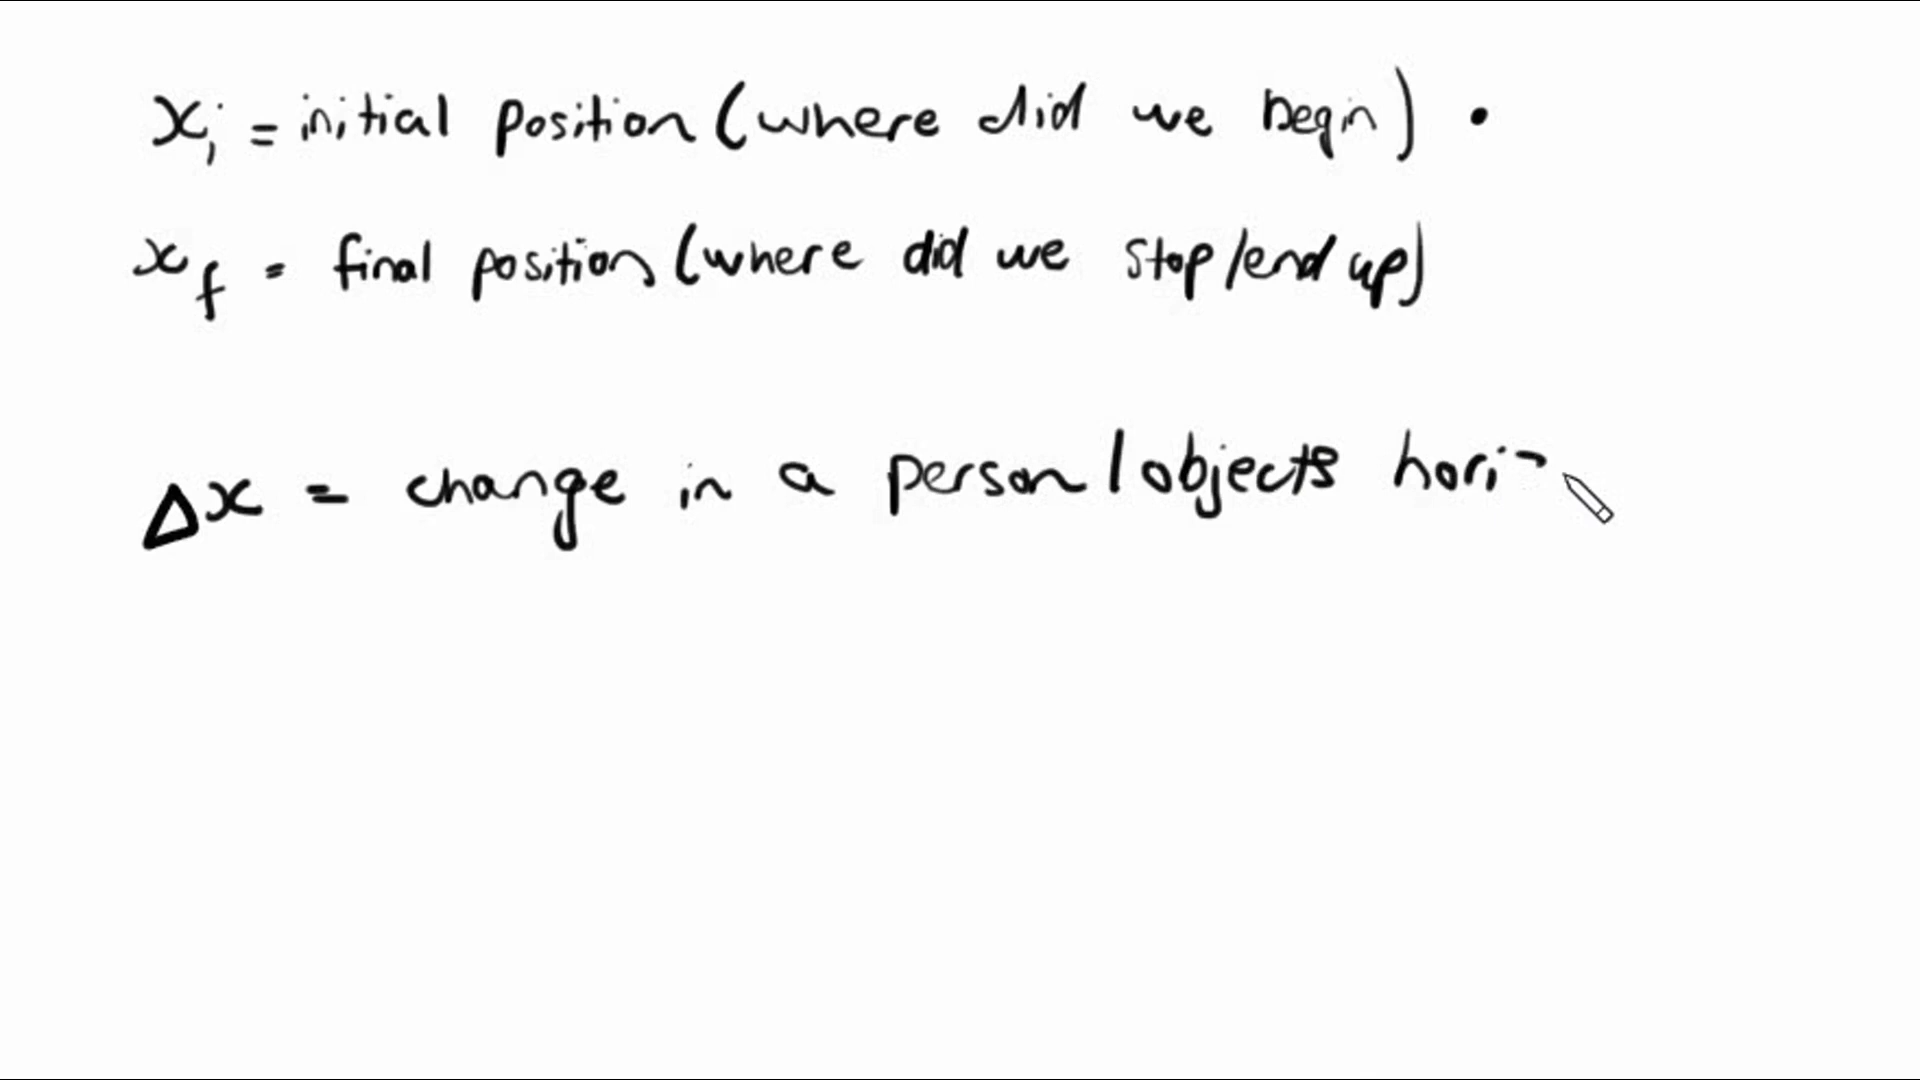 xᵢ = initial position (where did we begin) •
x_f = final position (where did we stop/end up)
Δx = change in a person/objects hori